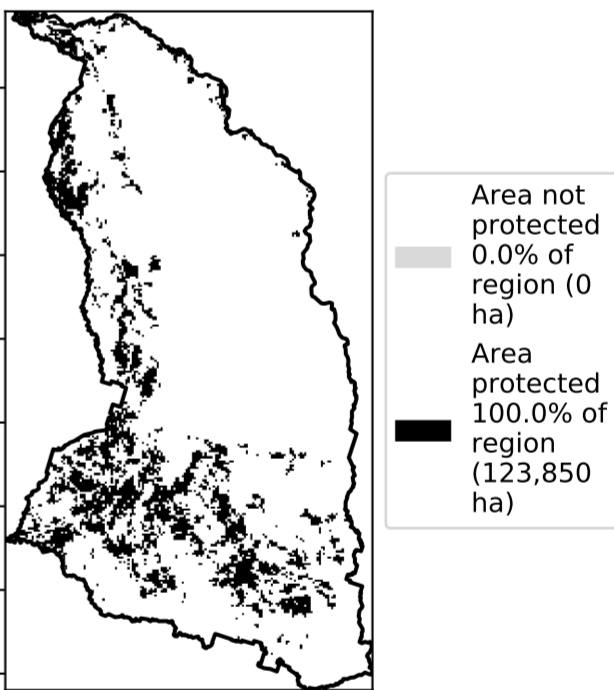 Area not
protected
0.0% of
region (0
ha)
Area
protected
100.0% of
region
(123,850
ha)